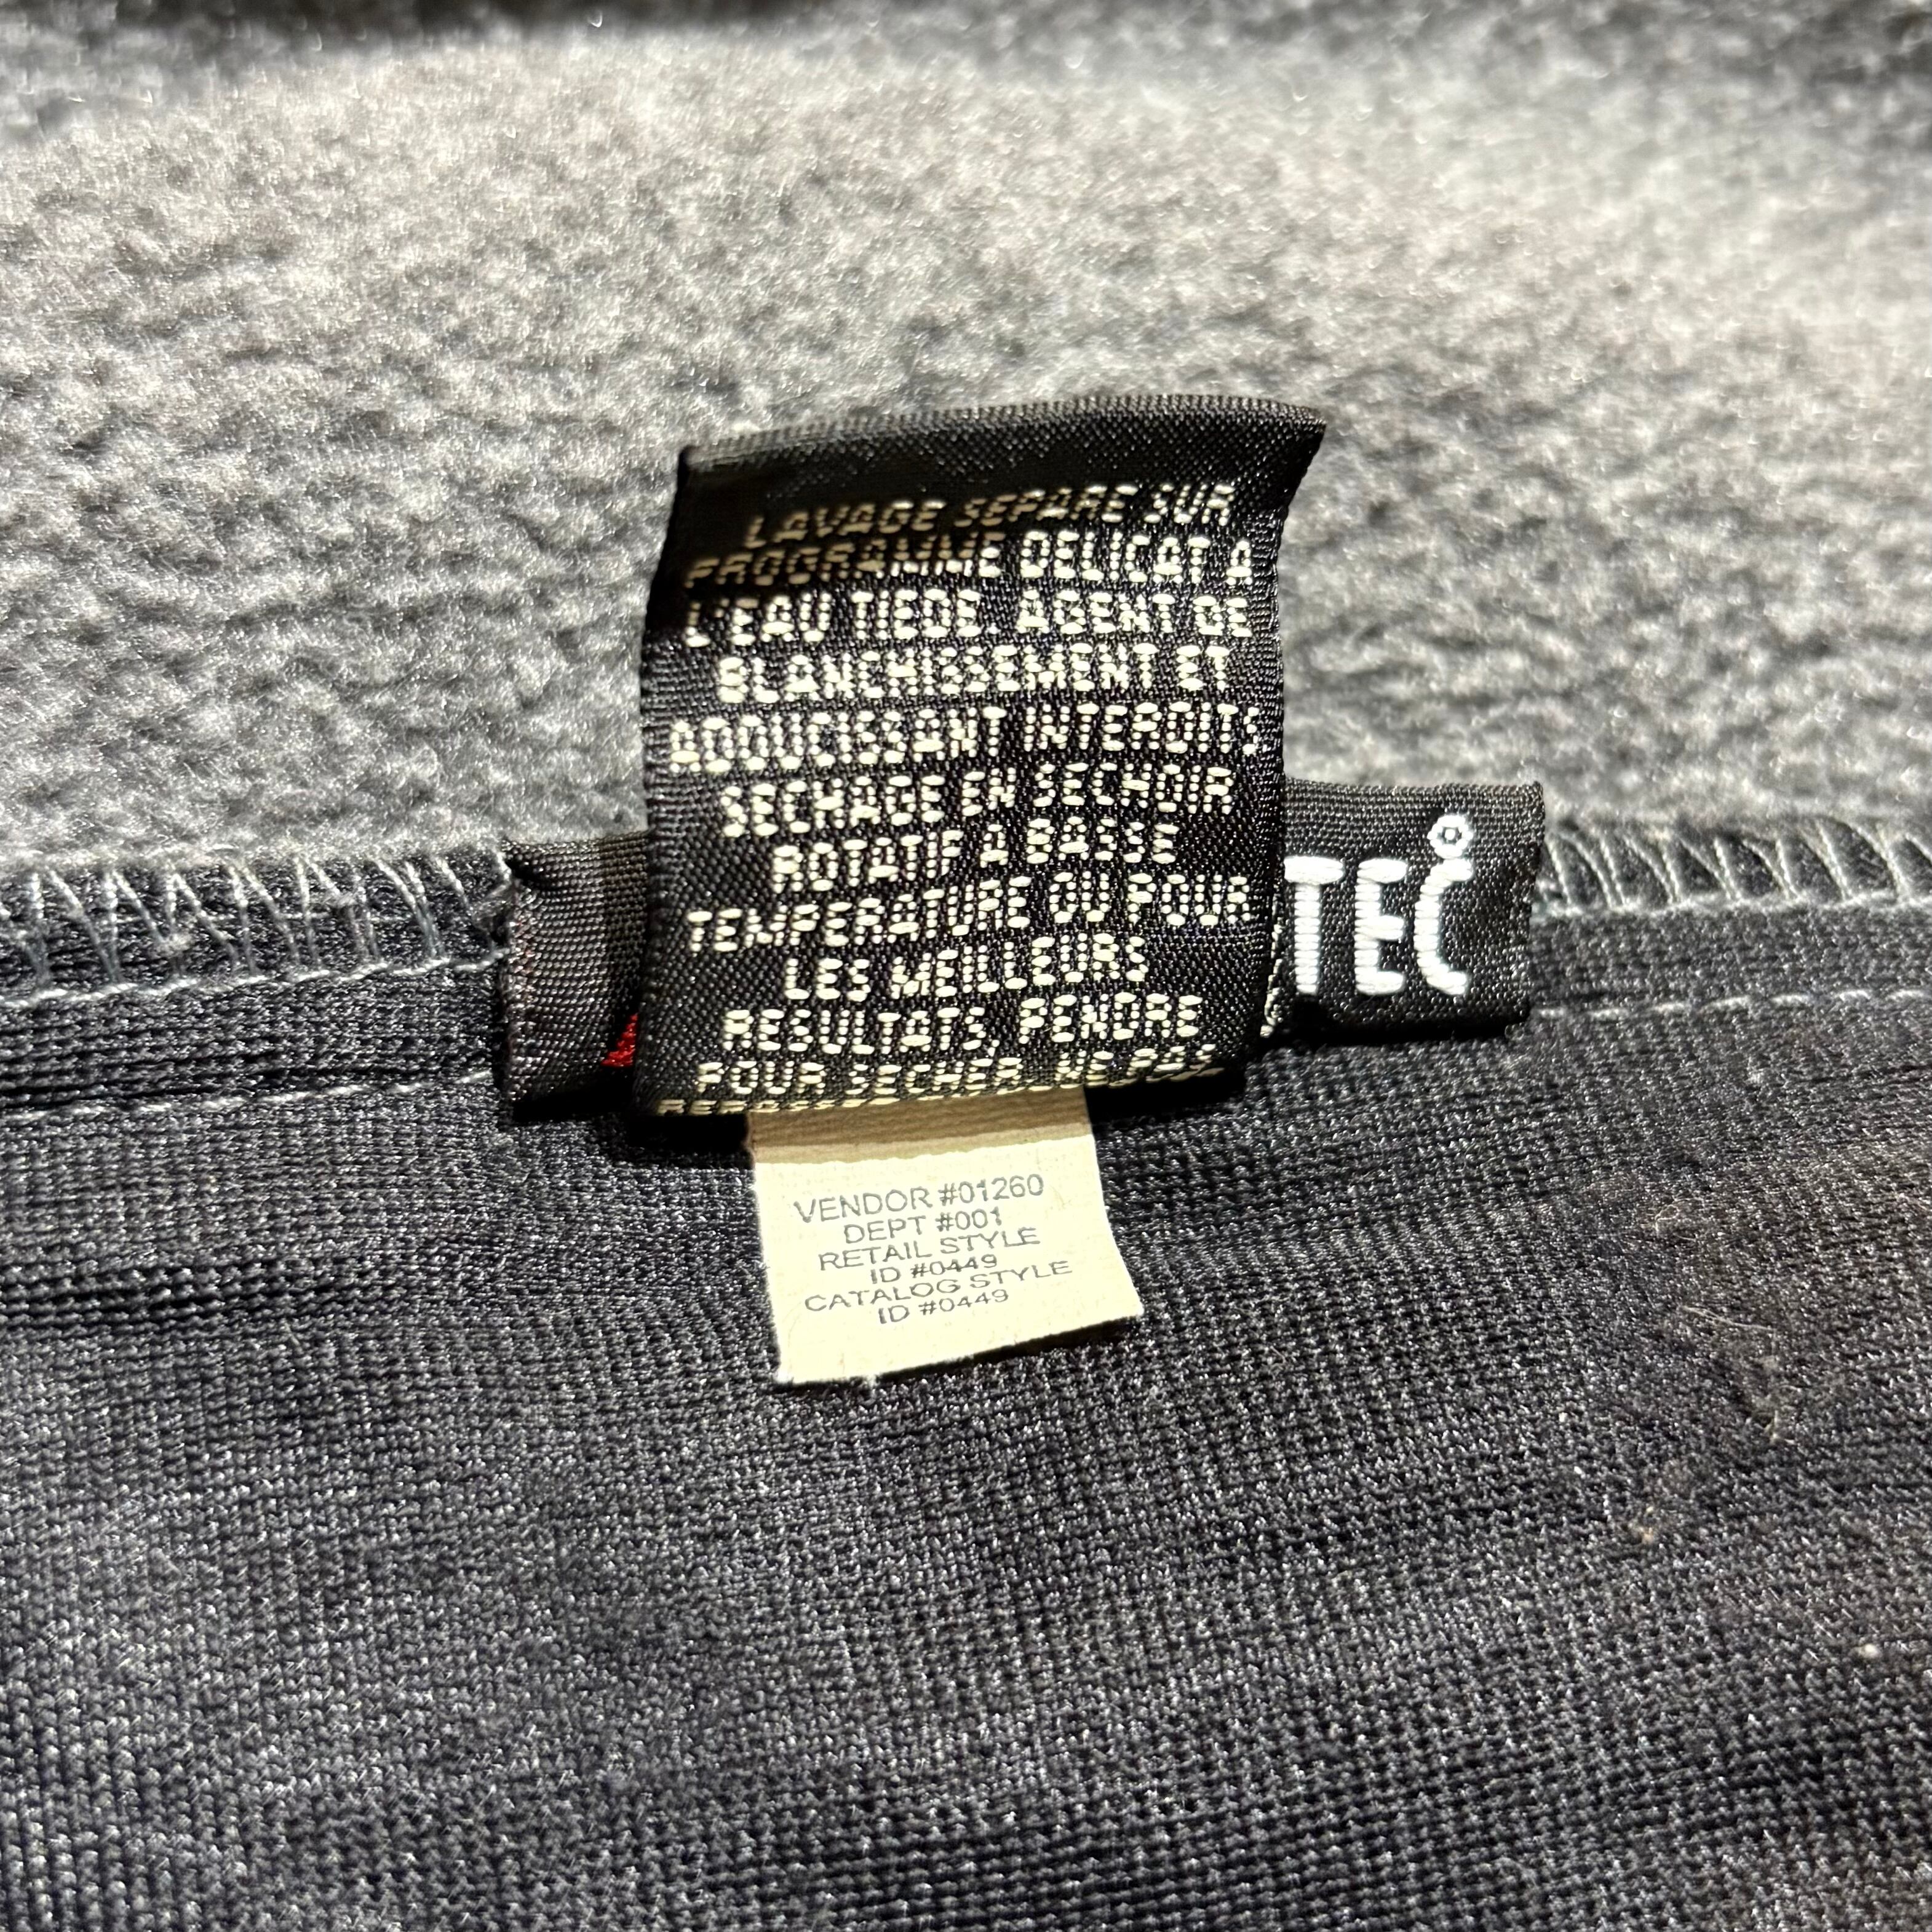 LAVAGE SEPARE SUR
PROGRAMME DELICAT A
L'EAU TIEDE. AGENT DE
BLANCHISSEMENT ET
ADOUCISSANT INTERDITS
SECHAGE EN SECHOIR
ROTATIF A BASSE
TEMPERATURE OU POUR
LES MEILLEURS
RESULTATS, PENDRE
POUR SECHER. NE PAS
TEC
VENDOR #01260
DEPT #001
RETAIL STYLE
ID #0449
CATALOG STYLE
ID #0449